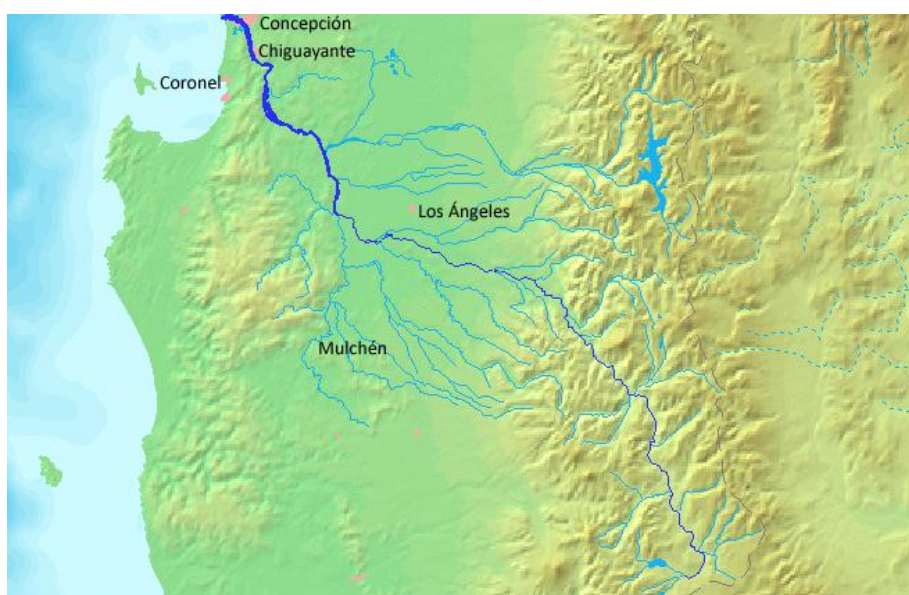 Concepción
Chiguayante
Coronel
Los Ángeles
Mulchén